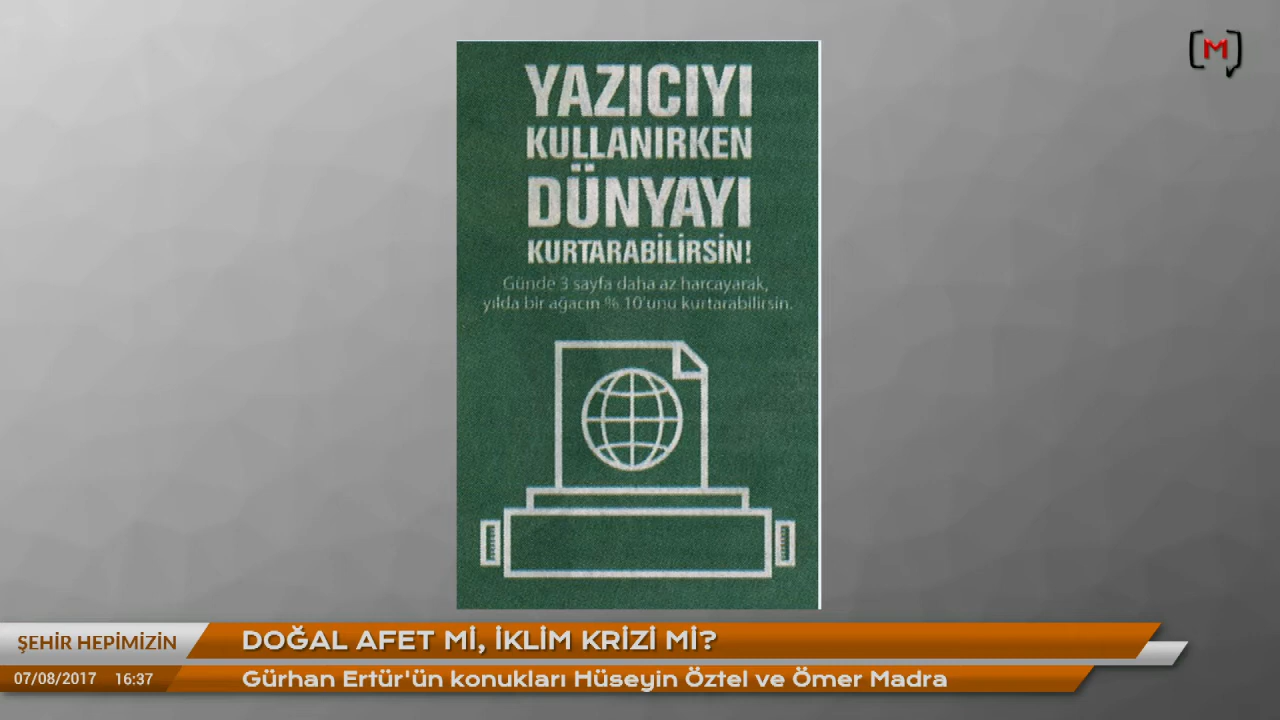 YAZICIYI
KULLANIRKEN
DÜNYAYI
KURTARABİLİRSİN!
Günde 3 sayfa daha az harcayarak,
yılda bir ağacın % 10'unu kurtarabilirsin.
[M]
ŞEHİR HEPİMİZİN
DOĞAL AFET Mİ, İKLİM KRİZİ Mİ?
07/08/2017 16:37
Gürhan Ertür'ün konukları Hüseyin Öztel ve Ömer Madra